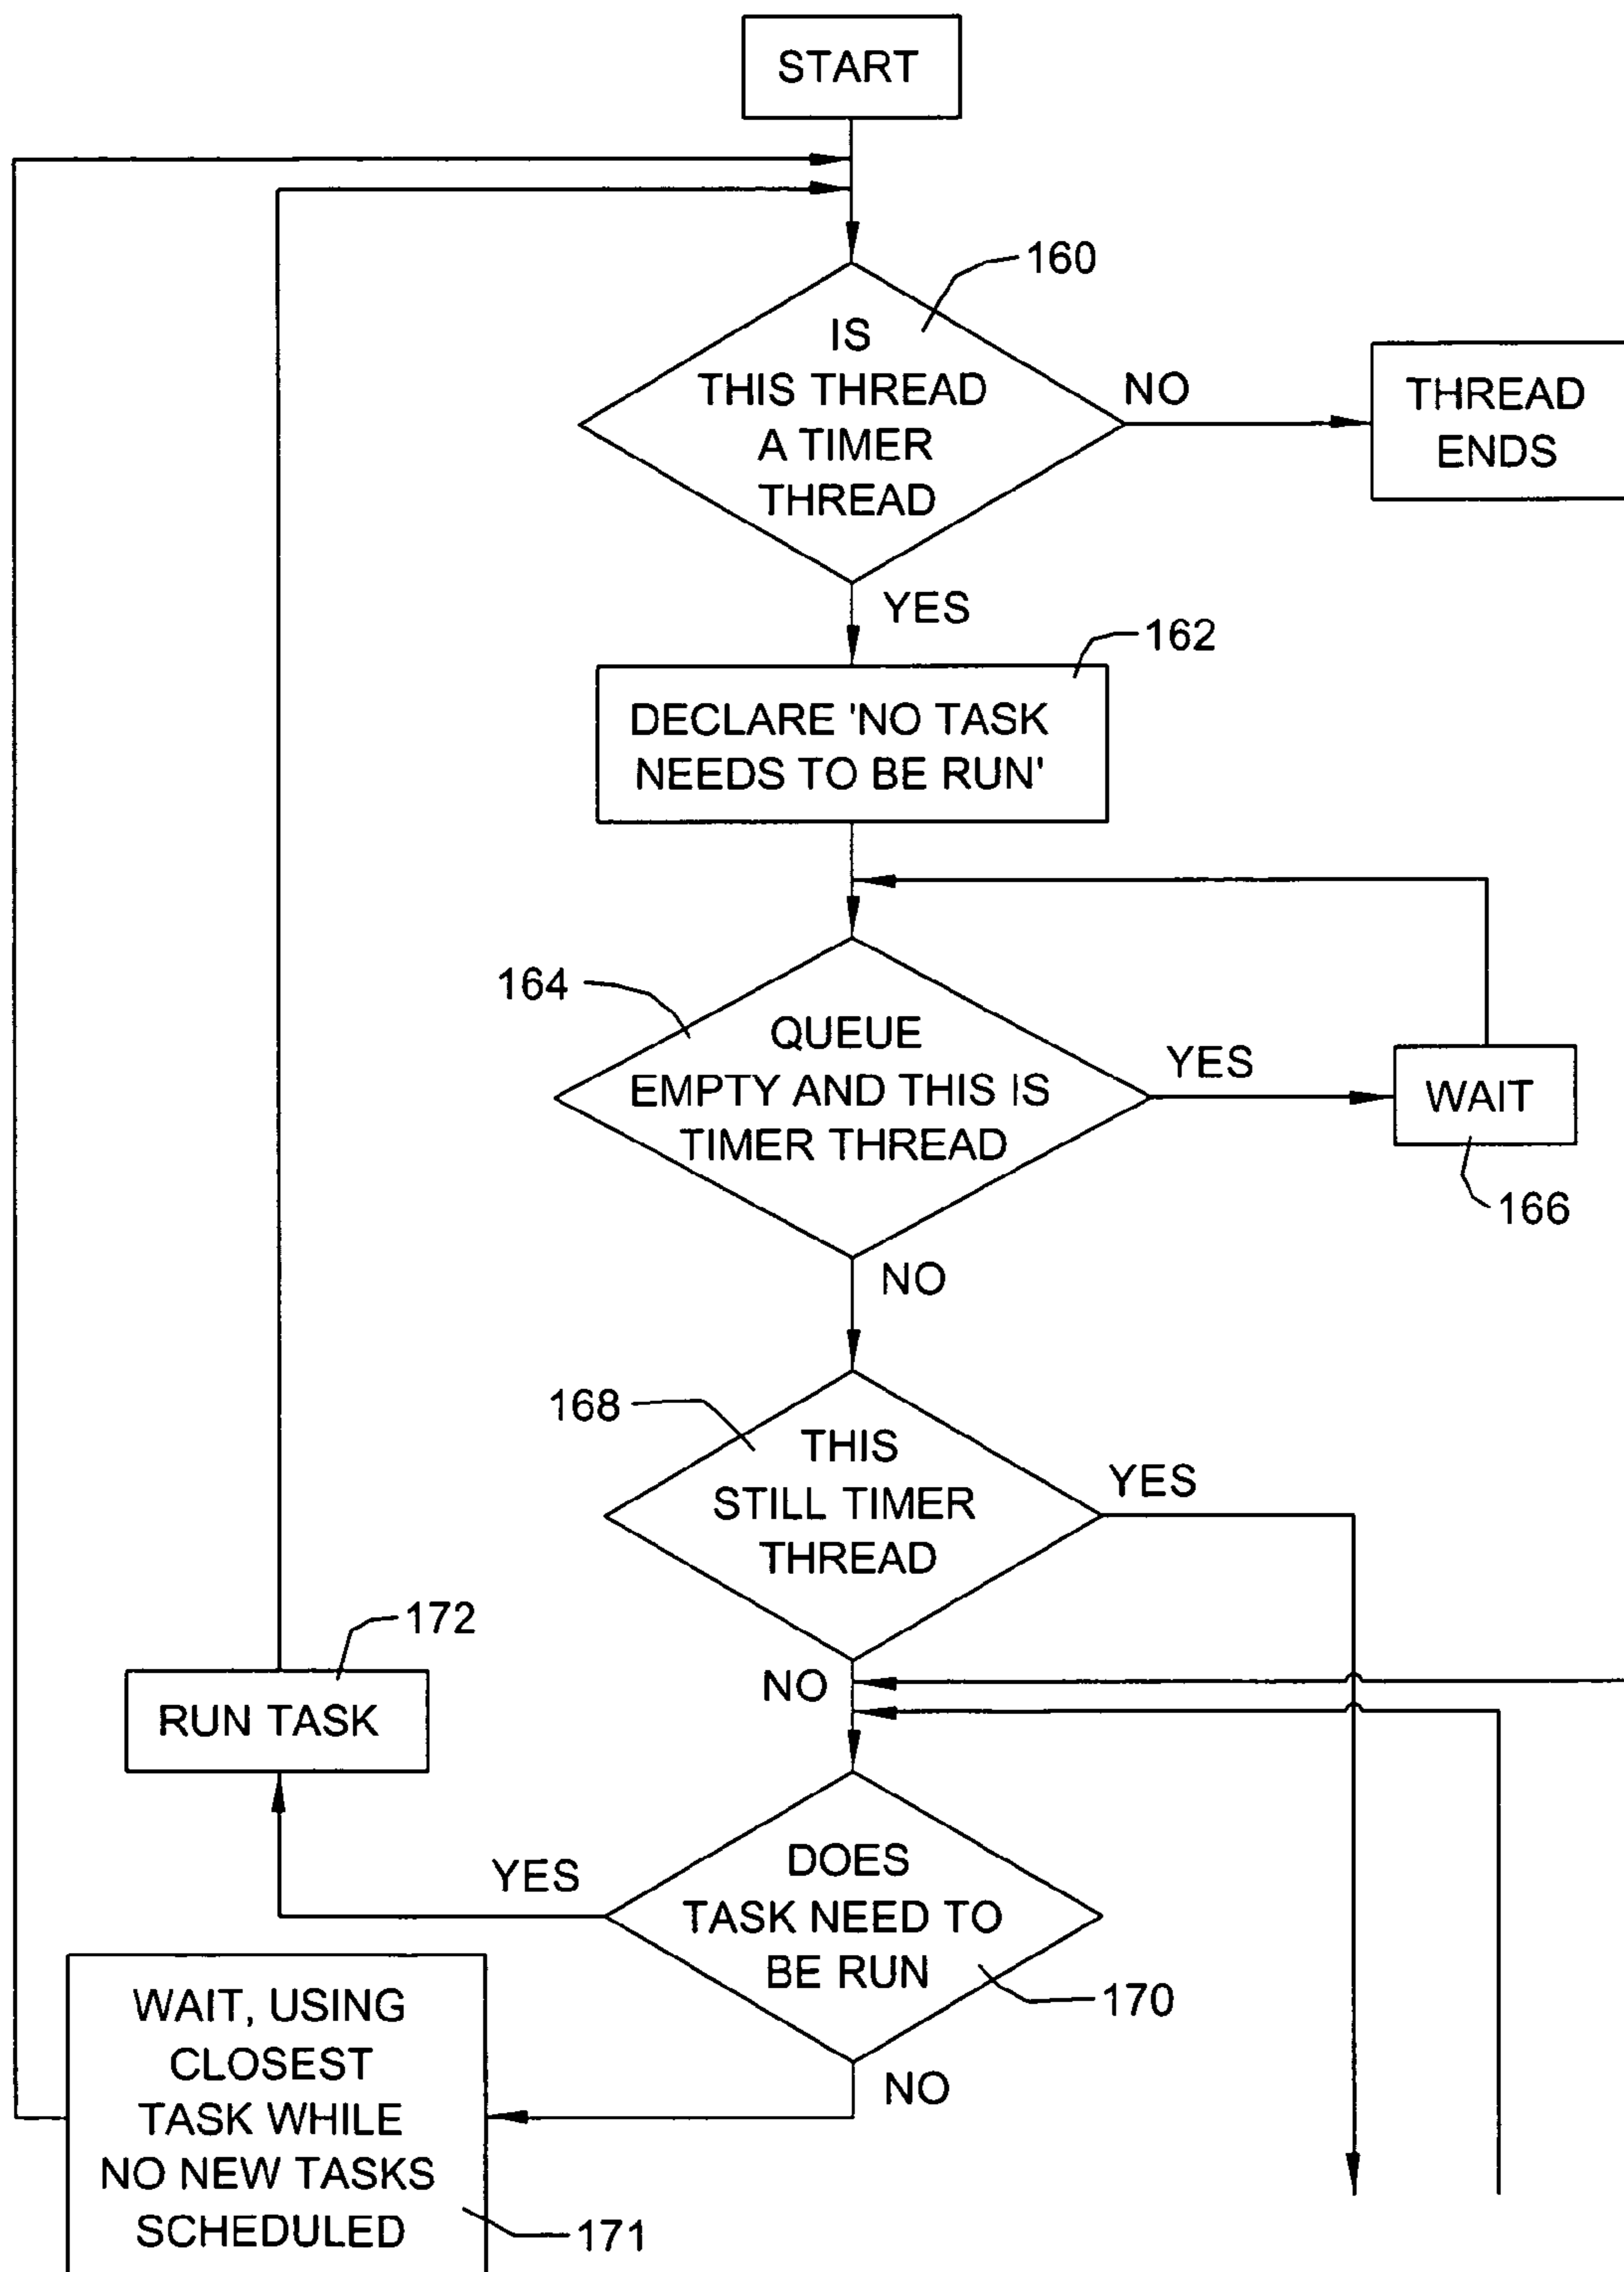 START
160
IS
THIS THREAD
A TIMER
THREAD
NO
THREAD
ENDS
YES
162
DECLARE 'NO TASK
NEEDS TO BE RUN'
164
QUEUE
EMPTY AND THIS IS
TIMER THREAD
YES
WAIT
166
NO
168
THIS
STILL TIMER
THREAD
YES
NO
172
RUN TASK
YES
DOES
TASK NEED TO
BE RUN
170
NO
WAIT, USING
CLOSEST
TASK WHILE
NO NEW TASKS
SCHEDULED
171